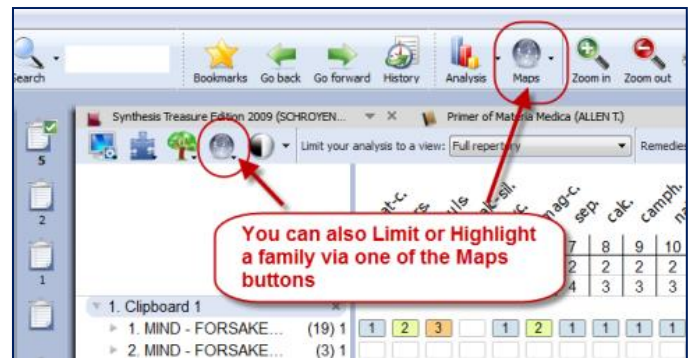 Search
Bookmarks Go back Go forward History Analysis Maps Zoom in Zoom out
Synthesis Treasure Edition 2009 (SCHROYEN... Primer of Materia Medica (ALLEN T.)
5
Limit your analysis to a view: Full repertory Remedies
mag-c. sep. calc. camph.
You can also Limit or Highlight
a family via one of the Maps
buttons
7 8 9 10
2 2 2 2
4 3 3 3
2
1
1. Clipboard 1
1. MIND - FORSAKE... (19) 1 1 2 3 1 2 1 1 1 1
2. MIND - FORSAKE... (3) 1